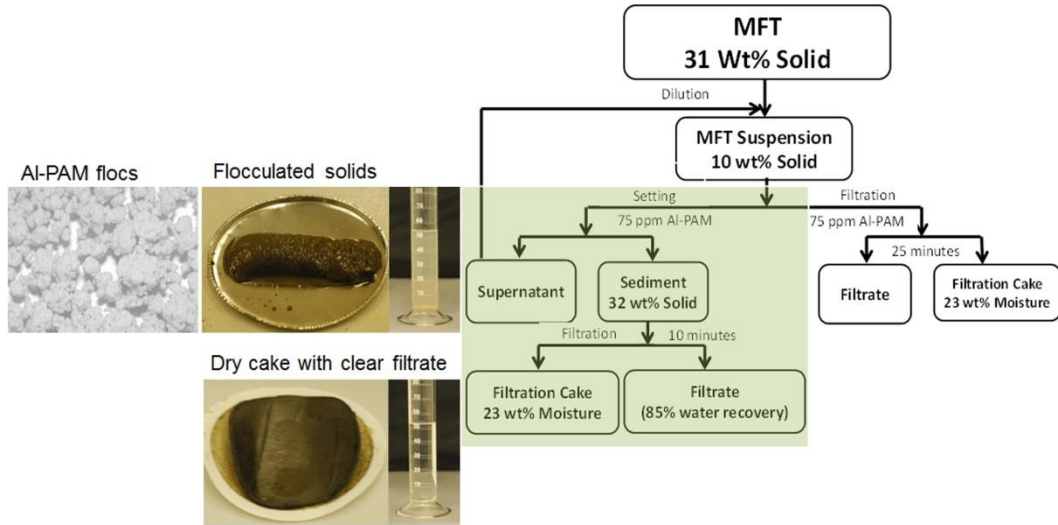 MFT
31 Wt% Solid
Dilution
MFT Suspension
10 wt% Solid
Al-PAM flocs
Flocculated solids
Setting
Filtration
75 ppm Al-PAM
75 ppm Al-PAM
25 minutes
Supernatant
Sediment
32 wt% Solid
Filtrate
Filtration Cake
23 wt% Moisture
Filtration
10 minutes
Dry cake with clear filtrate
Filtration Cake
23 wt% Moisture
Filtrate
(85% water recovery)